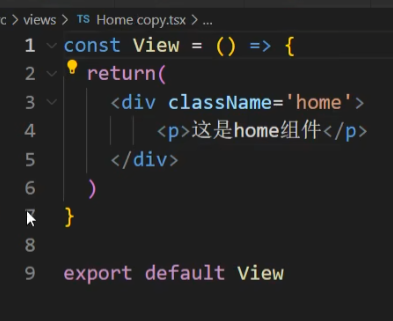 c > views > TS Home copy.tsx > ...
1 const View = () => {
2 return(
3 <div className='home'>
4 <p>这是home组件</p>
5 </div>
6 )
7 }
8
9 export default View